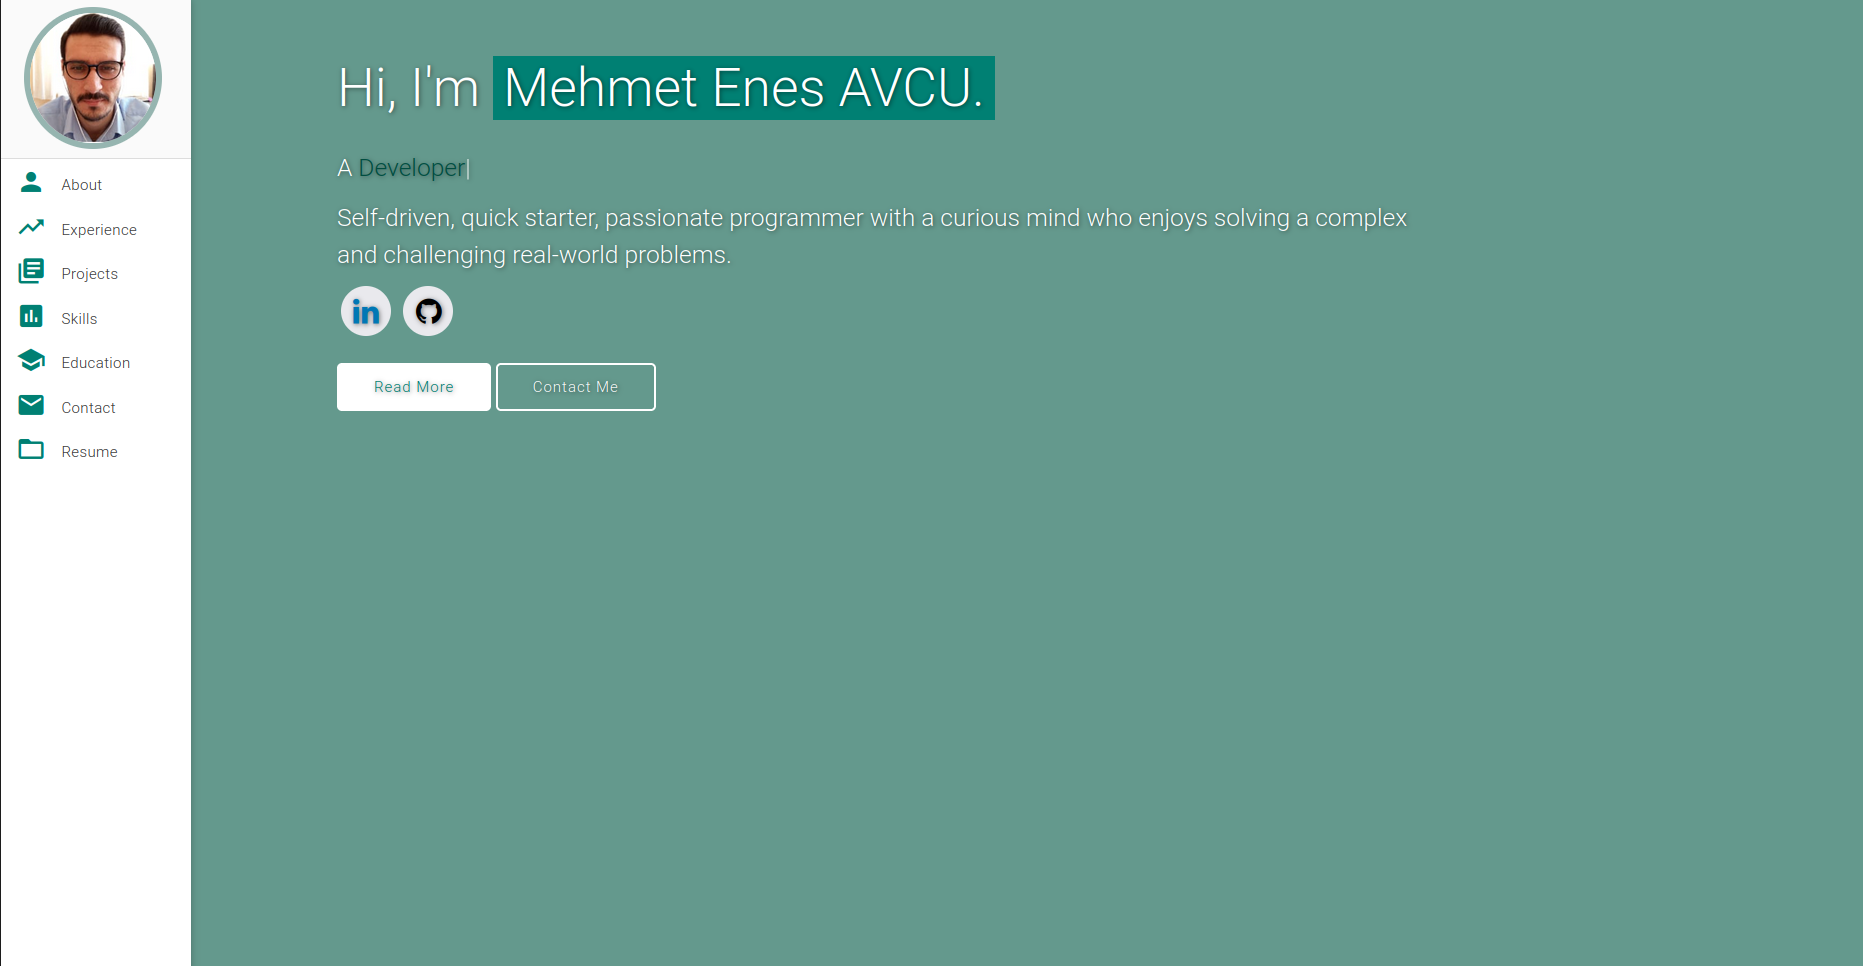 About
Experience
Projects
Skills
Education
Contact
Resume
Hi, I'm Mehmet Enes AVCU.
A Developer|
Self-driven, quick starter, passionate programmer with a curious mind who enjoys solving a complex
and challenging real-world problems.
in
Read More Contact Me